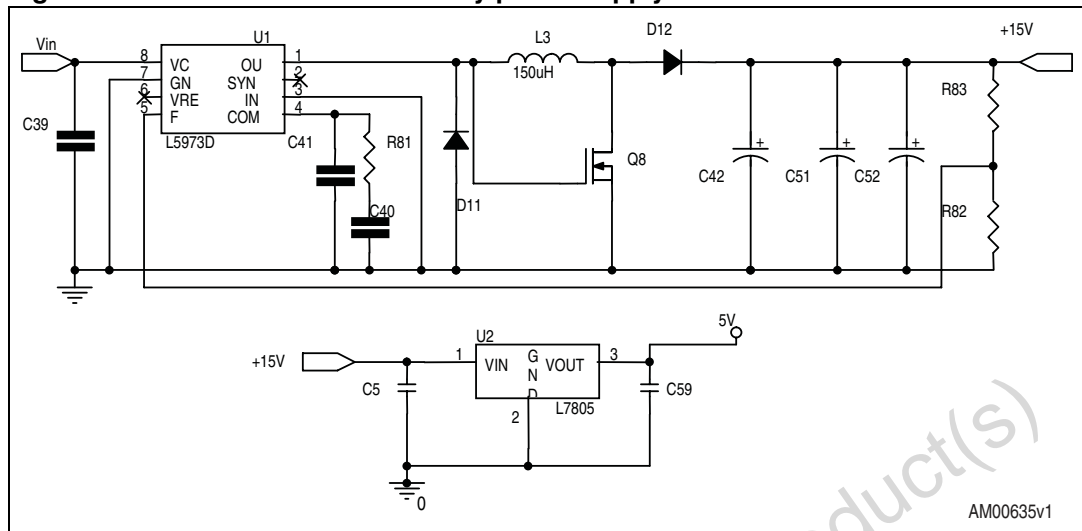 Vin
C39
U1
8 VC
7 GN
6 VRE
5 F
OU 1
SYN 2
IN 3
COM 4
L5973D
C41
R81
C40
D11
L3
150uH
Q8
D12
C42
+
C51
+
C52
+
+15V
R83
R82
+15V
C5
U2
1
VIN
GND
VOUT
3
2
L7805
5V
C59
0
duct(s)
AM00635v1